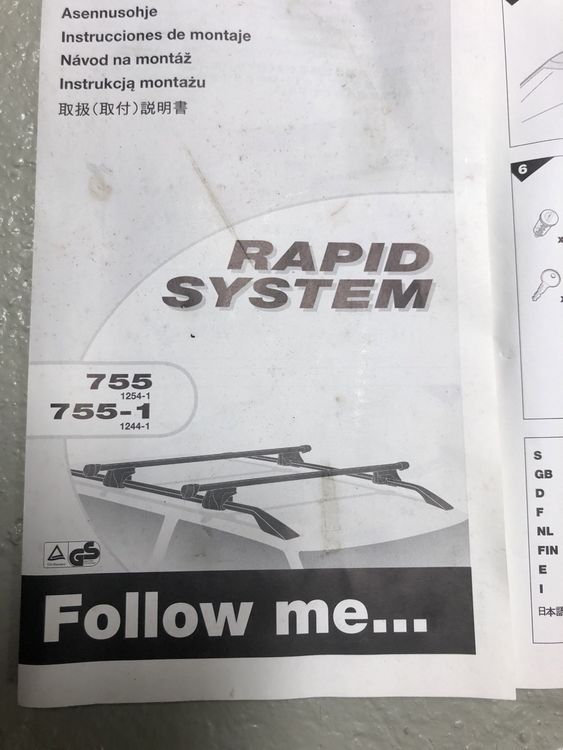 Asennusohje
Instrucciones de montaje
Návod na montáž
Instrukcją montażu
取扱(取付)説明書
RAPID
SYSTEM
755
1254-1
755-1
1244-1
GS
Follow me...
6
x
x
S
GB
D
F
NL
FIN
E
I
日本語